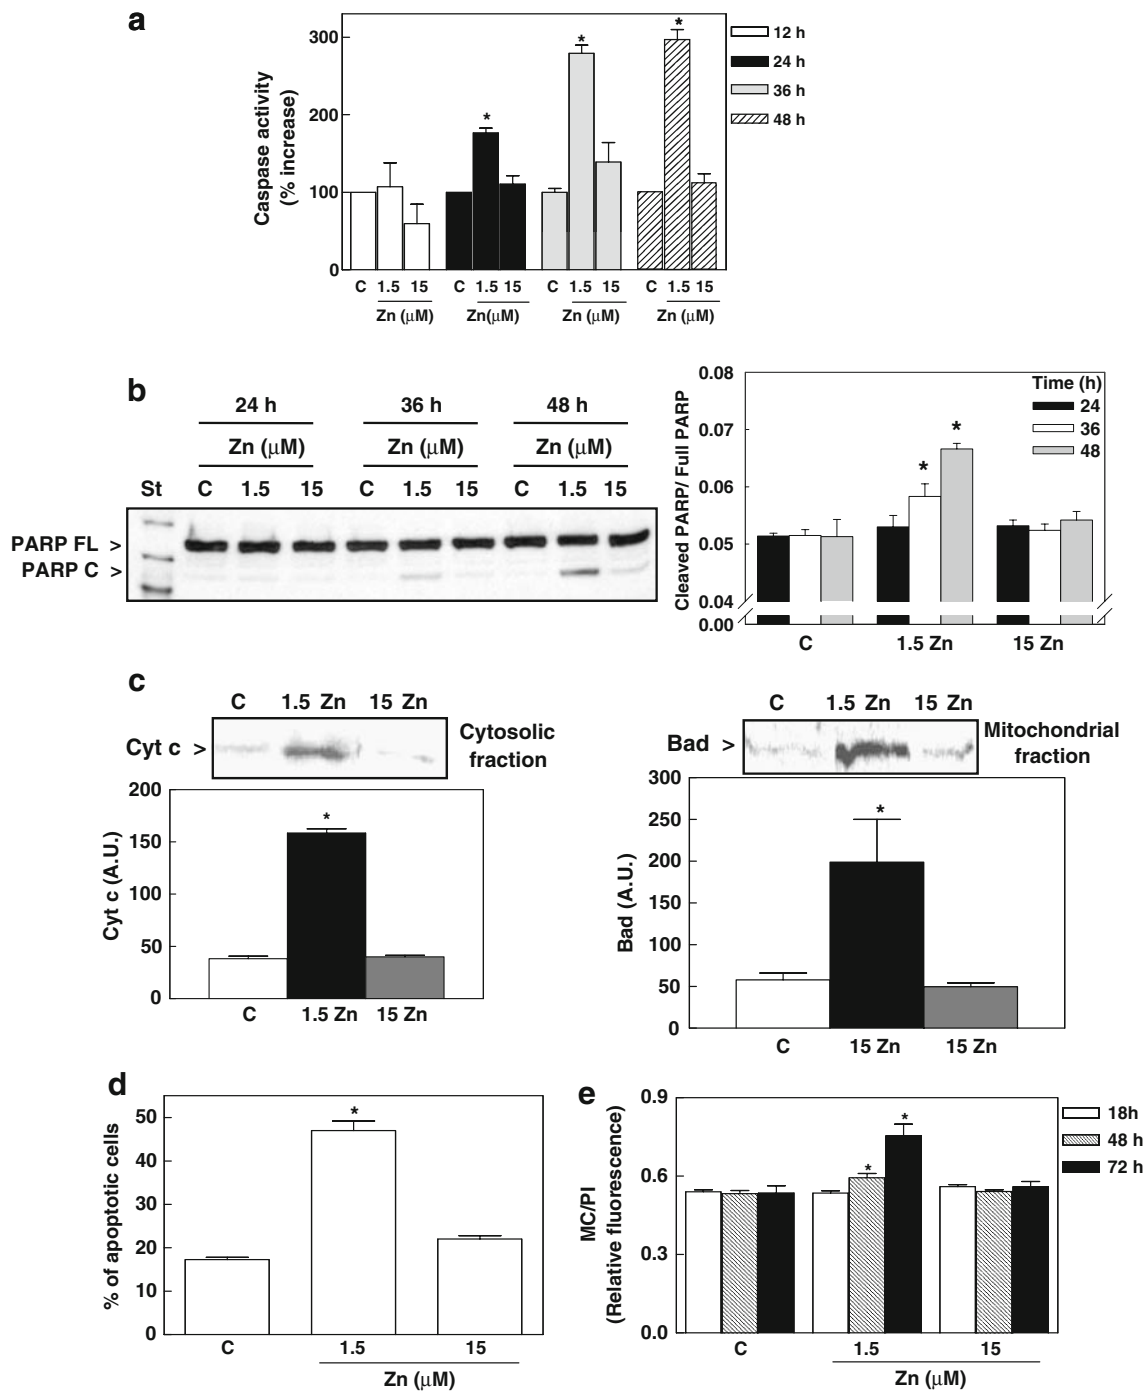 a
300
200
100
0
Caspase activity
(% increase)
12 h
24 h
36 h
48 h
*
*
*
C 1.5 15 C 1.5 15 C 1.5 15 C 1.5 15
Zn (μM) Zn(μM) Zn (μM) Zn (μM)
b
24 h 36 h 48 h
Zn (μM) Zn (μM) Zn (μM)
St C 1.5 15 C 1.5 15 C 1.5 15
PARP FL >
PARP C >
Cleaved PARP/ Full PARP
0.08
0.07
0.06
0.05
0.04
0.00
Time (h)
24
36
48
*
*
C 1.5 Zn 15 Zn
c
C 1.5 Zn 15 Zn
Cyt c >
Cytosolic
fraction
Cyt c (A.U.)
200
150
100
50
0
*
C 1.5 Zn 15 Zn
C 1.5 Zn 15 Zn
Bad >
Mitochondrial
fraction
Bad (A.U.)
300
250
200
150
100
50
0
*
C 15 Zn 15 Zn
d
% of apoptotic cells
50
40
30
20
10
0
*
C 1.5 15
Zn (μM)
e
MC/PI
(Relative fluorescence)
0.9
0.6
0.3
0.0
18h
48 h
72 h
*
*
C 1.5 15
Zn (μM)